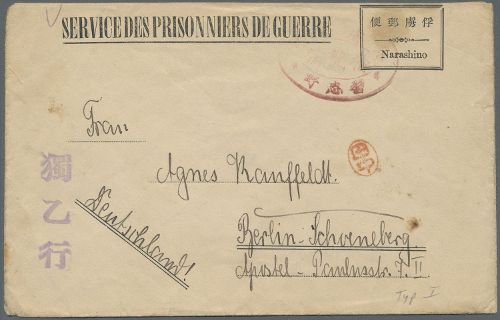 SERVICE DES PRISONNIERS DE GUERRE
便郵虜俘
Narashino
Frau
Agnes Kauffeldt.
獨乙行
Deutschland!
Berlin-Schoeneberg
Apostel-Paulusstr. 7. II
Typ I